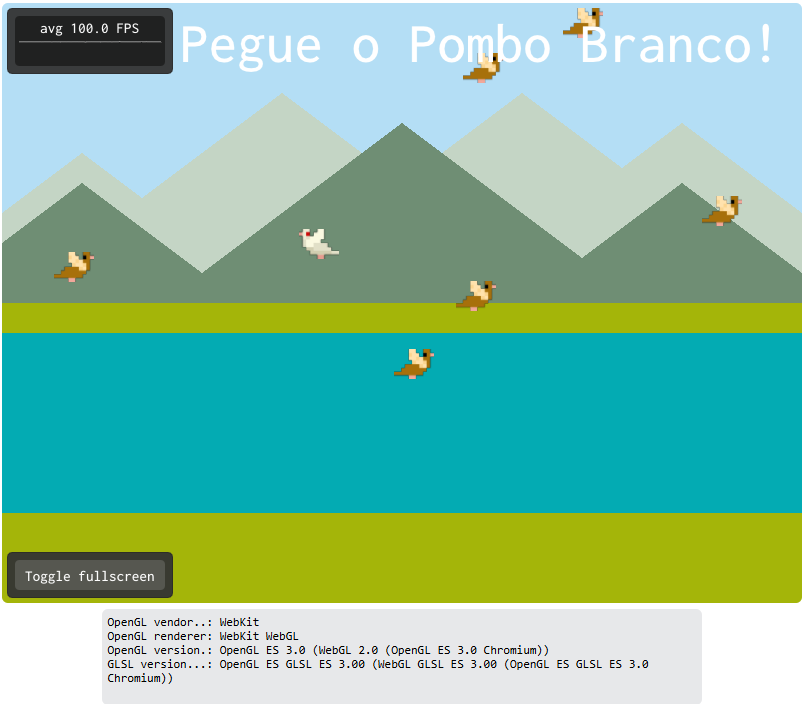 avg 100.0 FPS
Pegue o Pombo Branco!
Toggle fullscreen
OpenGL vendor..: WebKit
OpenGL renderer: WebKit WebGL
OpenGL version.: OpenGL ES 3.0 (WebGL 2.0 (OpenGL ES 3.0 Chromium))
GLSL version...: OpenGL ES GLSL ES 3.00 (WebGL GLSL ES 3.00 (OpenGL ES GLSL ES 3.0
Chromium))